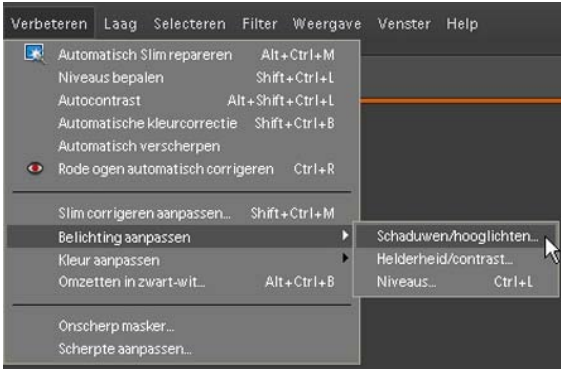 Verbeteren Laag Selecteren Filter Weergave Venster Help
Automatisch Slim repareren Alt+Ctrl+M
Niveaus bepalen Shift+Ctrl+L
Autocontrast Alt+Shift+Ctrl+L
Automatische kleurcorrectie Shift+Ctrl+B
Automatisch verscherpen
Rode ogen automatisch corrigeren Ctrl+R
Slim corrigeren aanpassen... Shift+Ctrl+M
Belichting aanpassen
Schaduwen/hooglichten...
Kleur aanpassen
Helderheid/contrast...
Omzetten in zwart-wit... Alt+Ctrl+B
Niveaus... Ctrl+L
Onscherp masker...
Scherpte aanpassen...